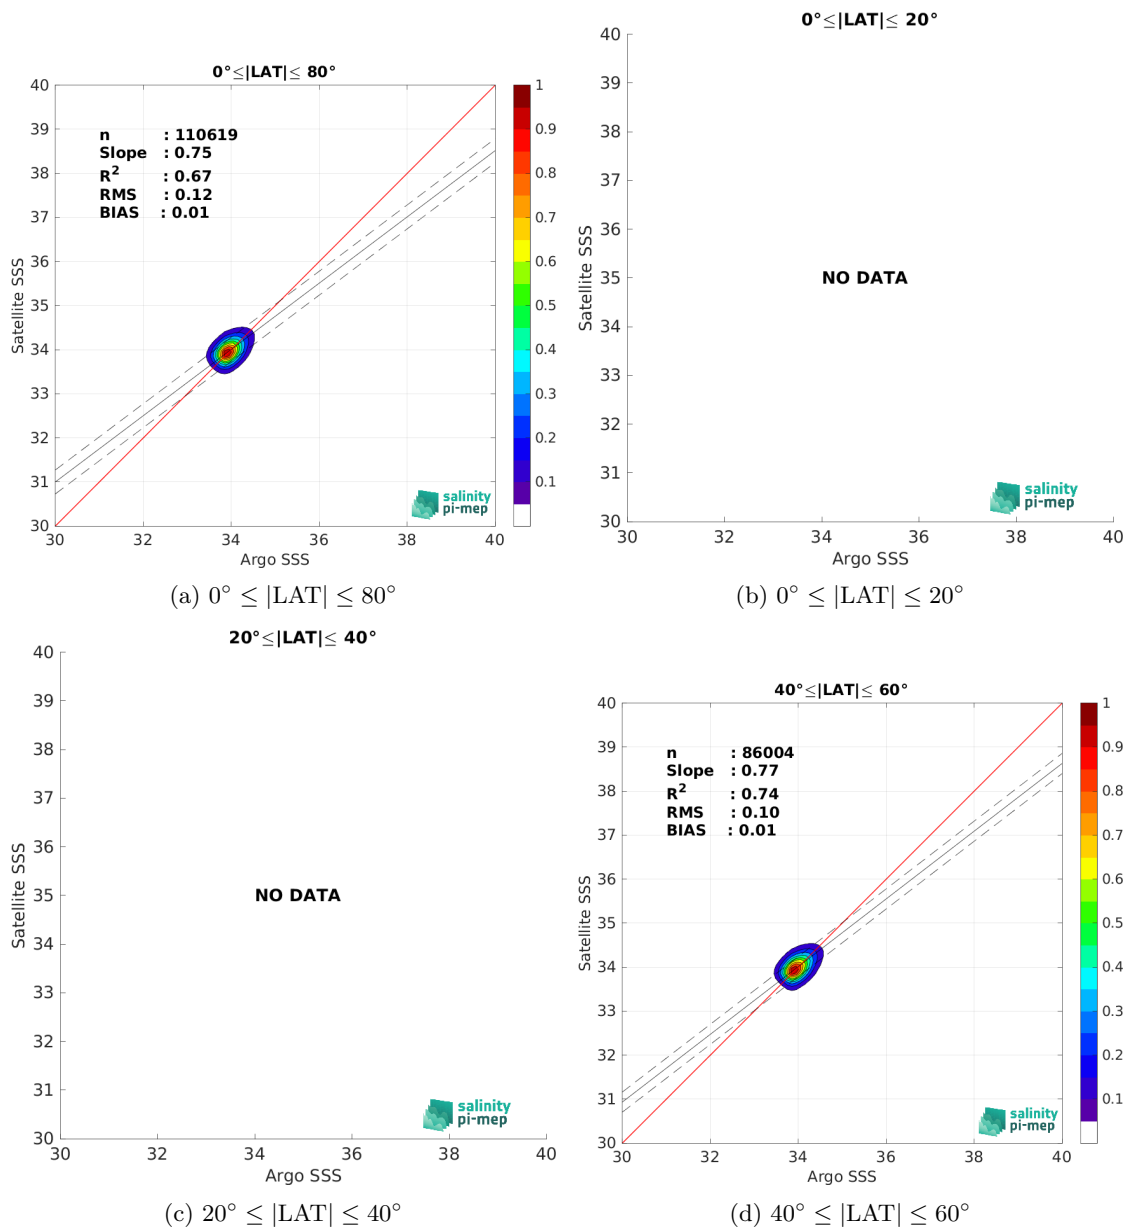 0°≤|LAT|≤ 80°
40
39
38
37
36
35
34
33
32
31
30
Satellite SSS
n : 110619
Slope : 0.75
R² : 0.67
RMS : 0.12
BIAS : 0.01
salinity
pi-mep
30 32 34 36 38 40
Argo SSS
1
0.9
0.8
0.7
0.6
0.5
0.4
0.3
0.2
0.1
(a) 0° ≤ |LAT| ≤ 80°
0°≤|LAT|≤ 20°
40
39
38
37
36
35
34
33
32
31
30
Satellite SSS
NO DATA
salinity
pi-mep
30 32 34 36 38 40
Argo SSS
(b) 0° ≤ |LAT| ≤ 20°
20°≤|LAT|≤ 40°
40
39
38
37
36
35
34
33
32
31
30
Satellite SSS
NO DATA
salinity
pi-mep
30 32 34 36 38 40
Argo SSS
(c) 20° ≤ |LAT| ≤ 40°
40°≤|LAT|≤ 60°
40
39
38
37
36
35
34
33
32
31
30
Satellite SSS
n : 86004
Slope : 0.77
R² : 0.74
RMS : 0.10
BIAS : 0.01
salinity
pi-mep
30 32 34 36 38 40
Argo SSS
1
0.9
0.8
0.7
0.6
0.5
0.4
0.3
0.2
0.1
(d) 40° ≤ |LAT| ≤ 60°